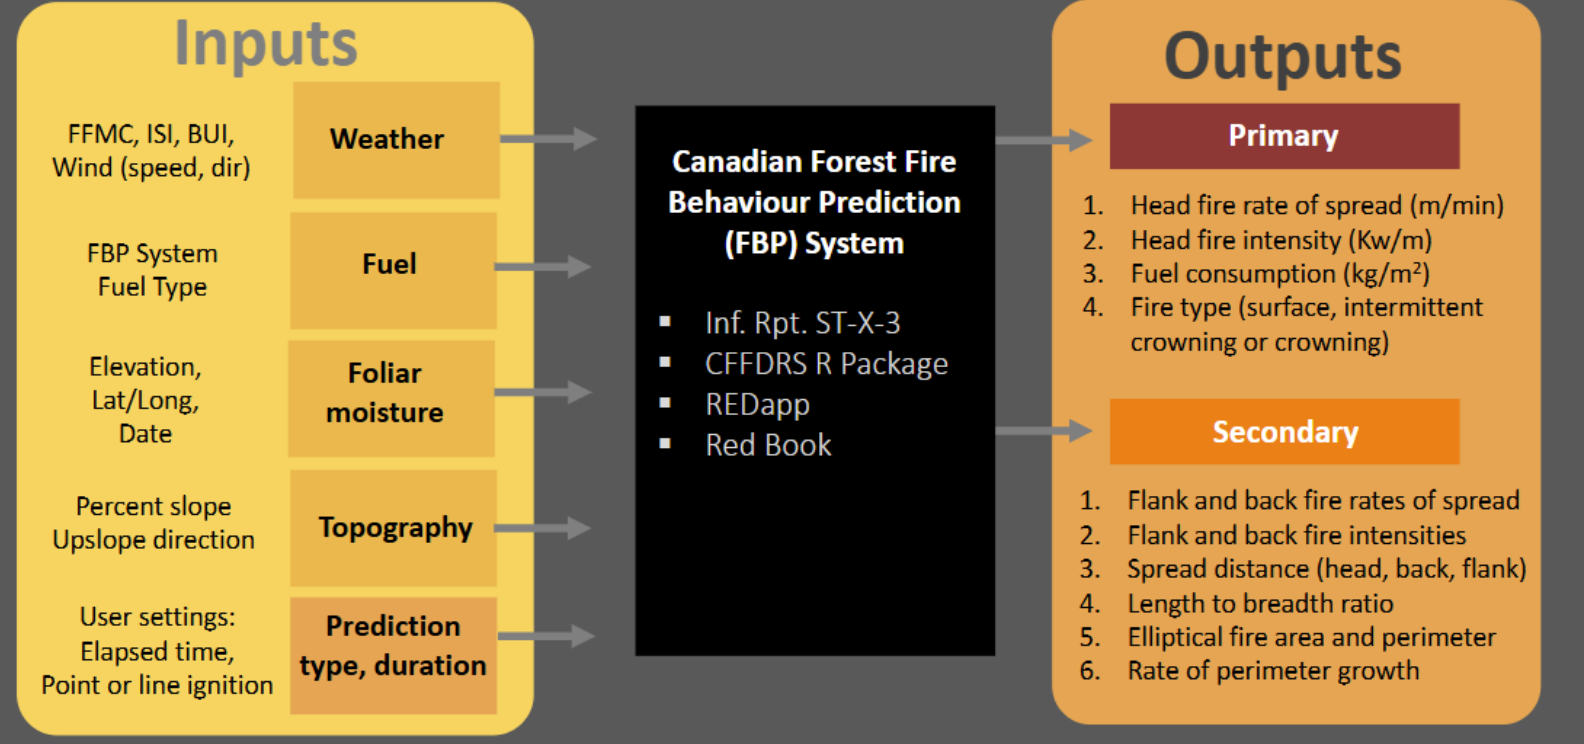 Inputs
FFMC, ISI, BUI,
Wind (speed, dir)
Weather
FBP System
Fuel Type
Fuel
Elevation,
Lat/Long,
Date
Foliar
moisture
Percent slope
Upslope direction
Topography
User settings:
Elapsed time,
Point or line ignition
Prediction
type, duration
Canadian Forest Fire
Behaviour Prediction
(FBP) System
▪ Inf. Rpt. ST-X-3
▪ CFFDRS R Package
▪ REDapp
▪ Red Book
Outputs
Primary
1. Head fire rate of spread (m/min)
2. Head fire intensity (Kw/m)
3. Fuel consumption (kg/m²)
4. Fire type (surface, intermittent
crowning or crowning)
Secondary
1. Flank and back fire rates of spread
2. Flank and back fire intensities
3. Spread distance (head, back, flank)
4. Length to breadth ratio
5. Elliptical fire area and perimeter
6. Rate of perimeter growth